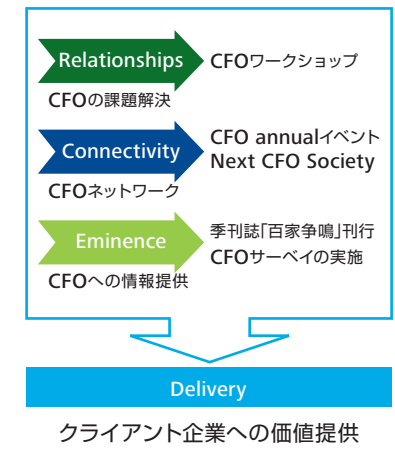 Relationships
CFOワークショップ
CFOの課題解決
Connectivity
CFO annualイベント
Next CFO Society
CFOネットワーク
Eminence
季刊誌「百家争鳴」刊行
CFOサーベイの実施
CFOへの情報提供
Delivery
クライアント企業への価値提供